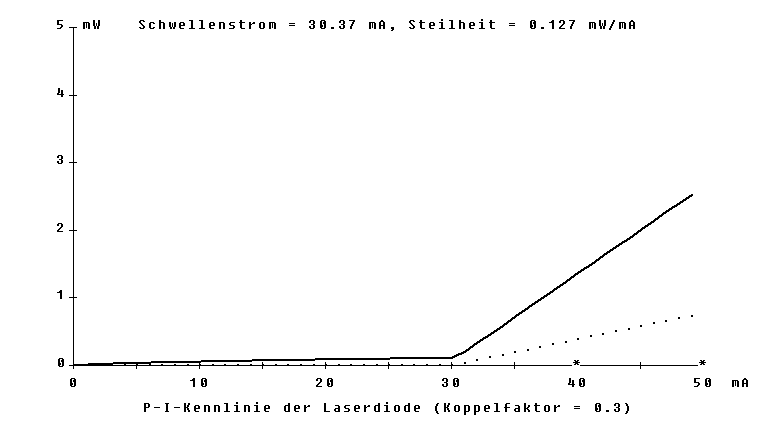 5 mW Schwellenstrom = 30.37 mA, Steilheit = 0.127 mW/mA
4
3
2
1
0
* *
0 10 20 30 40 50 mA
P-I-Kennlinie der Laserdiode (Koppelfaktor = 0.3)